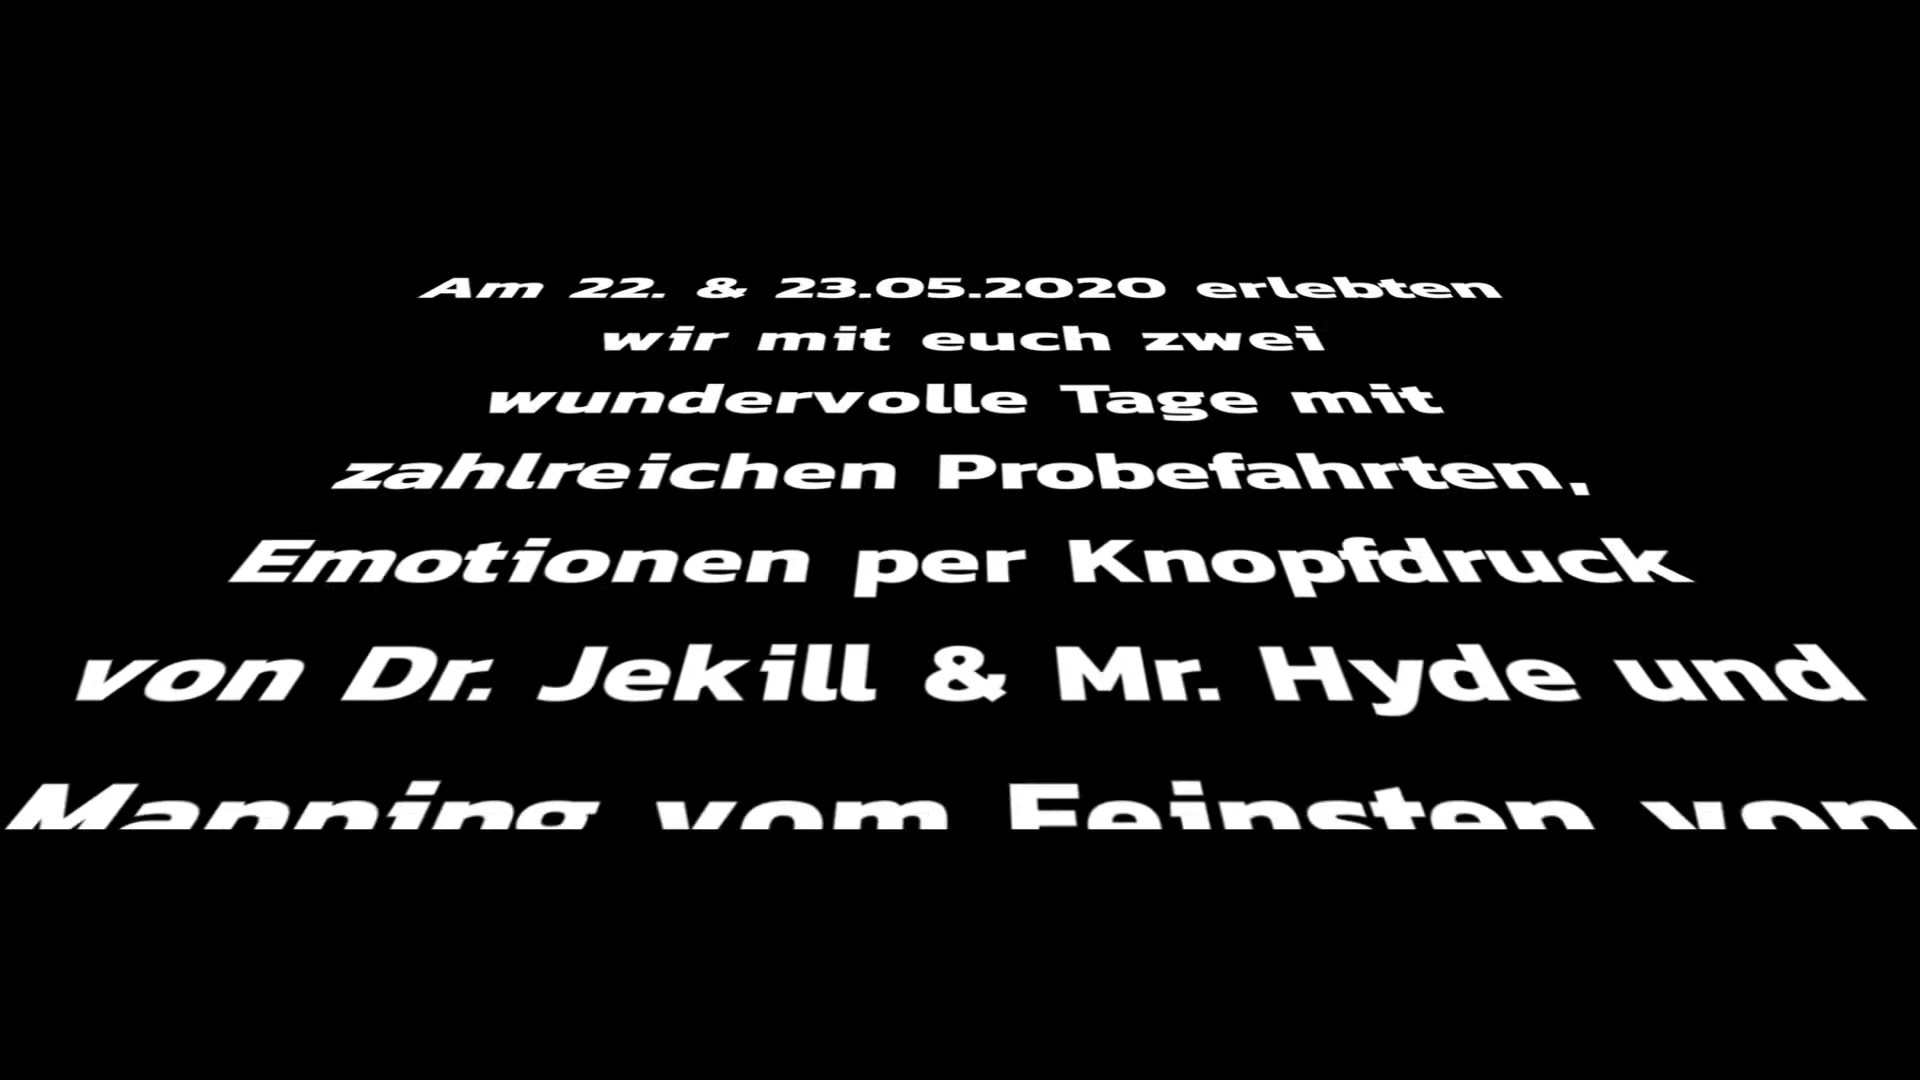 Am 22. & 23.05.2020 erlebten
wir mit euch zwei
wundervolle Tage mit
zahlreichen Probefahrten,
Emotionen per Knopfdruck
von Dr. Jekill & Mr. Hyde und
vom Feinsten von